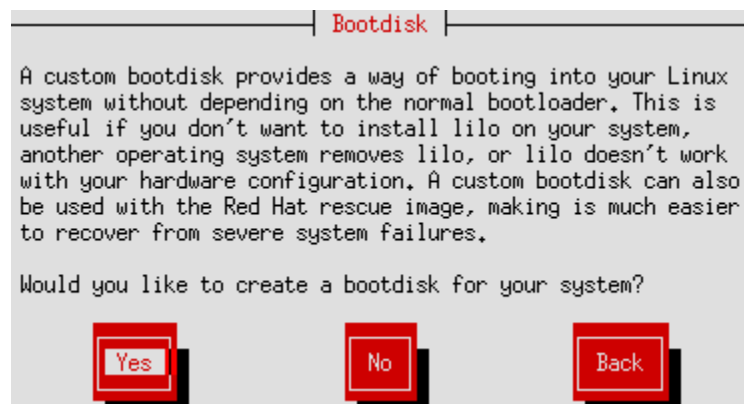 Bootdisk
A custom bootdisk provides a way of booting into your Linux
system without depending on the normal bootloader. This is
useful if you don't want to install lilo on your system,
another operating system removes lilo, or lilo doesn't work
with your hardware configuration. A custom bootdisk can also
be used with the Red Hat rescue image, making is much easier
to recover from severe system failures.
Would you like to create a bootdisk for your system?
Yes No Back